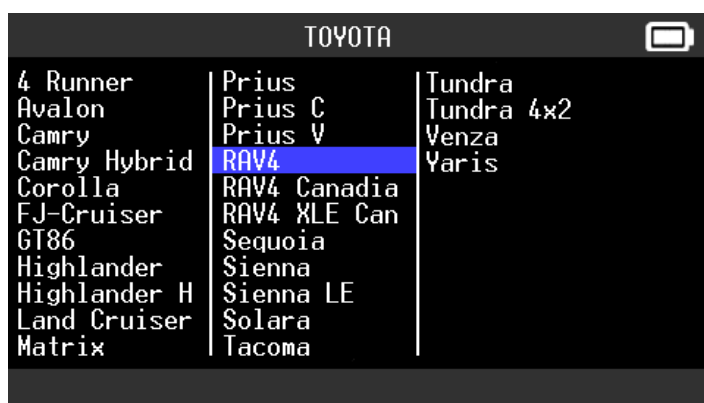 TOYOTA
4 Runner
Avalon
Camry
Camry Hybrid
Corolla
FJ-Cruiser
GT86
Highlander
Highlander H
Land Cruiser
Matrix
Prius
Prius C
Prius V
RAV4
RAV4 Canadia
RAV4 XLE Can
Sequoia
Sienna
Sienna LE
Solara
Tacoma
Tundra
Tundra 4x2
Venza
Yaris